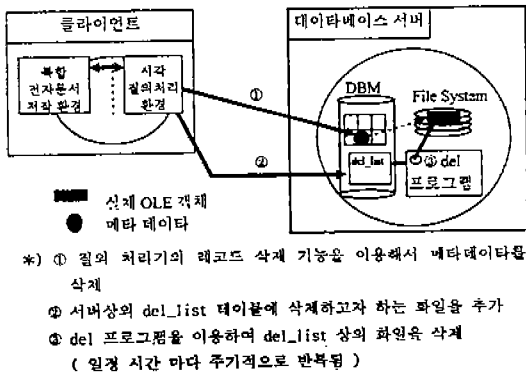 클라이언트
데이타베이스 서버
복합
전자문서
저작 환경
시각
질의처리
환경
①
②
DBM
File System
del_list
③ del
프로그램
실제 OLE 객체
메타 데이타
*) ① 질의 처리기의 레코드 삭제 기능을 이용해서 메타데이타를
삭제
② 서버상의 del_list 테이블에 삭제하고자 하는 화일을 추가
③ del 프로그램을 이용하여 del_list 상의 화일을 삭제
( 일정 시간 마다 주기적으로 반복됨 )